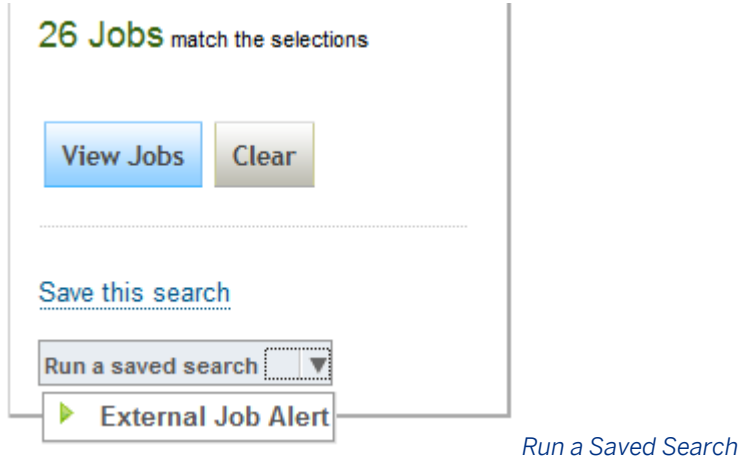 26 Jobs match the selections
View Jobs Clear
Save this search
Run a saved search
External Job Alert
Run a Saved Search